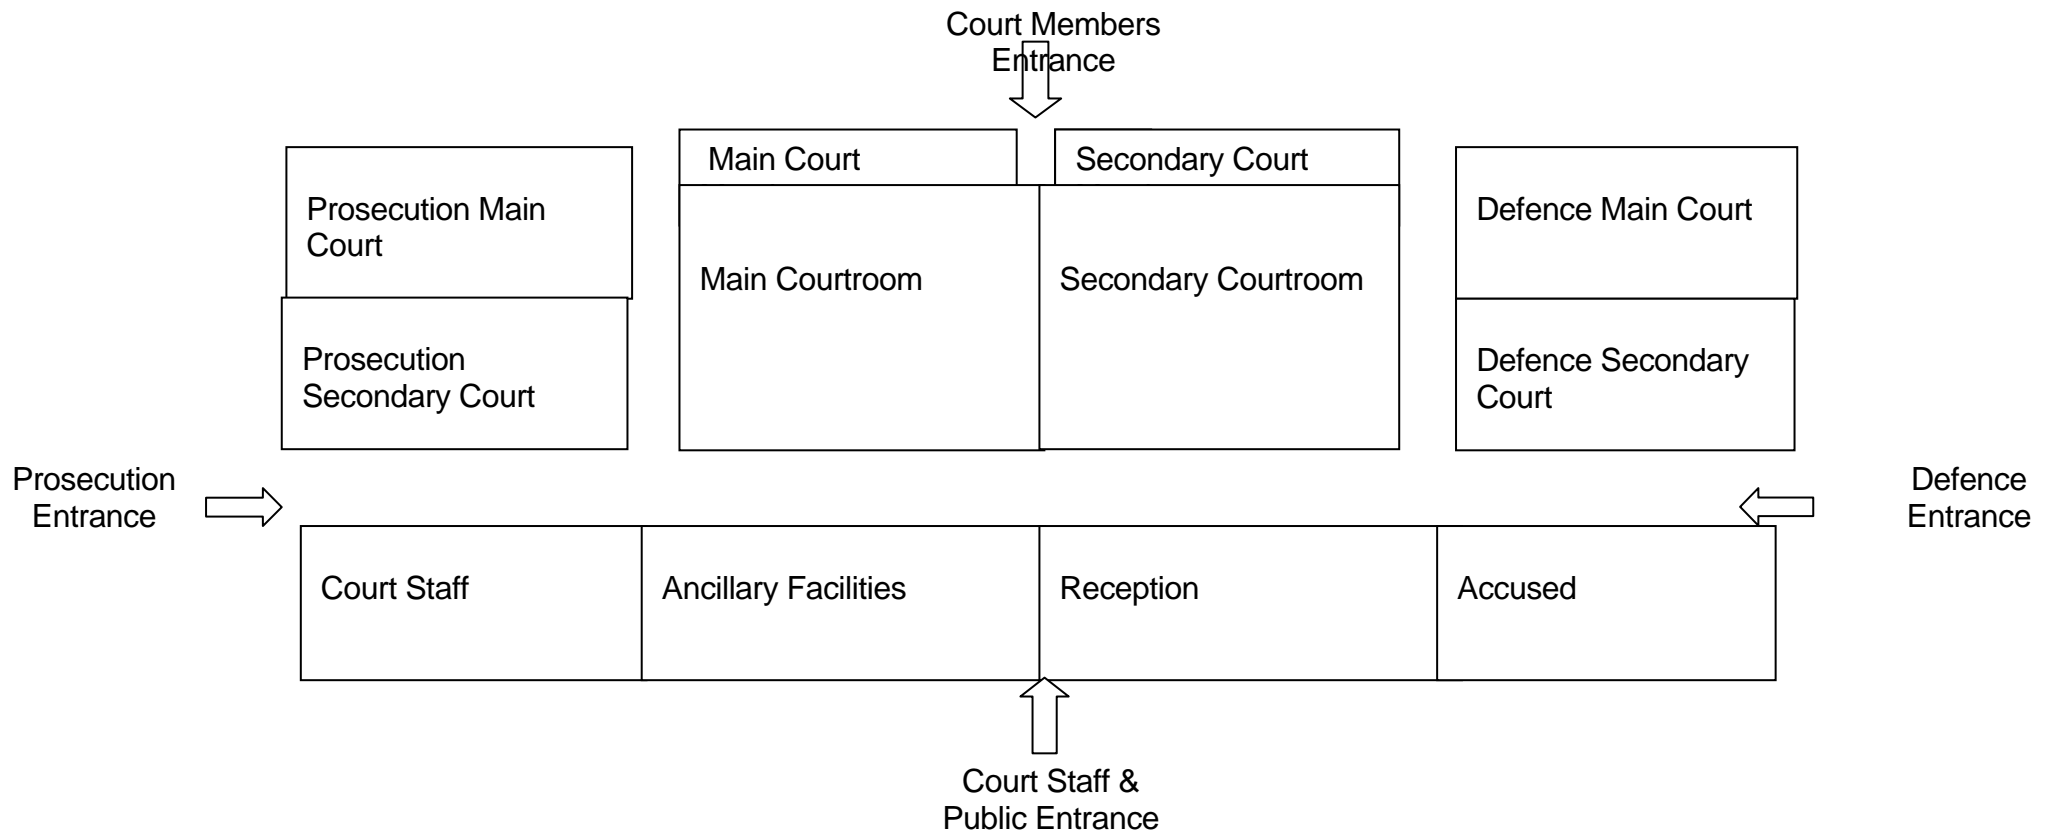 Court Members
Entrance
Main Court
Secondary Court
Prosecution Main
Court
Defence Main Court
Main Courtroom
Secondary Courtroom
Prosecution
Secondary Court
Defence Secondary
Court
Prosecution
Entrance
Defence
Entrance
Court Staff
Ancillary Facilities
Reception
Accused
Court Staff &
Public Entrance